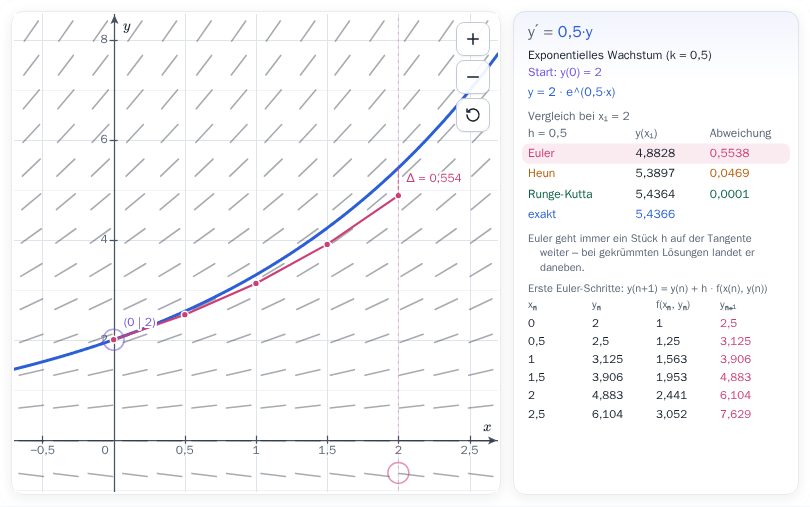 y
8
6
4
2
Δ = 0,554
(0 | 2)
x
−0,5
0
0,5
1
1,5
2
2,5
y´ = 0,5·y
Exponentielles Wachstum (k = 0,5)
Start: y(0) = 2
y = 2 · e^(0,5·x)
Vergleich bei x₁ = 2
h = 0,5 y(x₁) Abweichung
Euler 4,8828 0,5538
Heun 5,3897 0,0469
Runge-Kutta 5,4364 0,0001
exakt 5,4366
Euler geht immer ein Stück h auf der Tangente
weiter – bei gekrümmten Lösungen landet er
daneben.
Erste Euler-Schritte: y(n+1) = y(n) + h · f(x(n), y(n))
xₙ yₙ f(xₙ, yₙ) yₙ₊₁
0 2 1 2,5
0,5 2,5 1,25 3,125
1 3,125 1,563 3,906
1,5 3,906 1,953 4,883
2 4,883 2,441 6,104
2,5 6,104 3,052 7,629